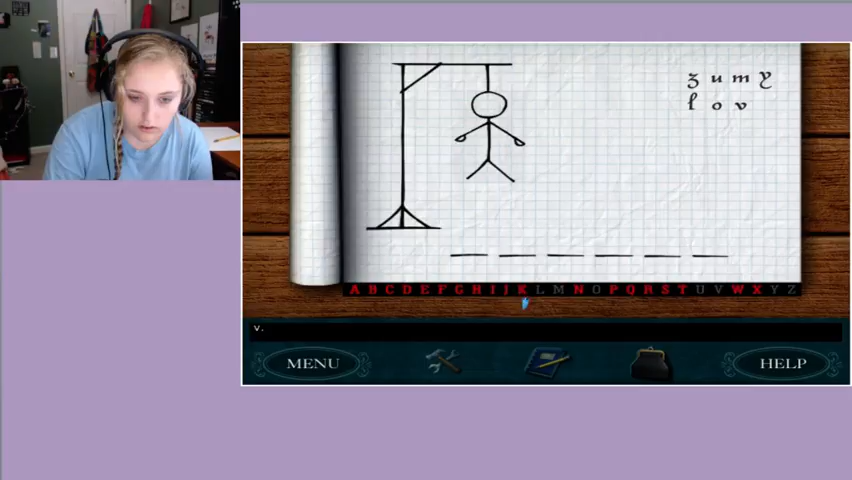 z u m y
l o v
A B C D E F G H I J K L M N O P Q R S T U V W X Y Z
v.
MENU
HELP